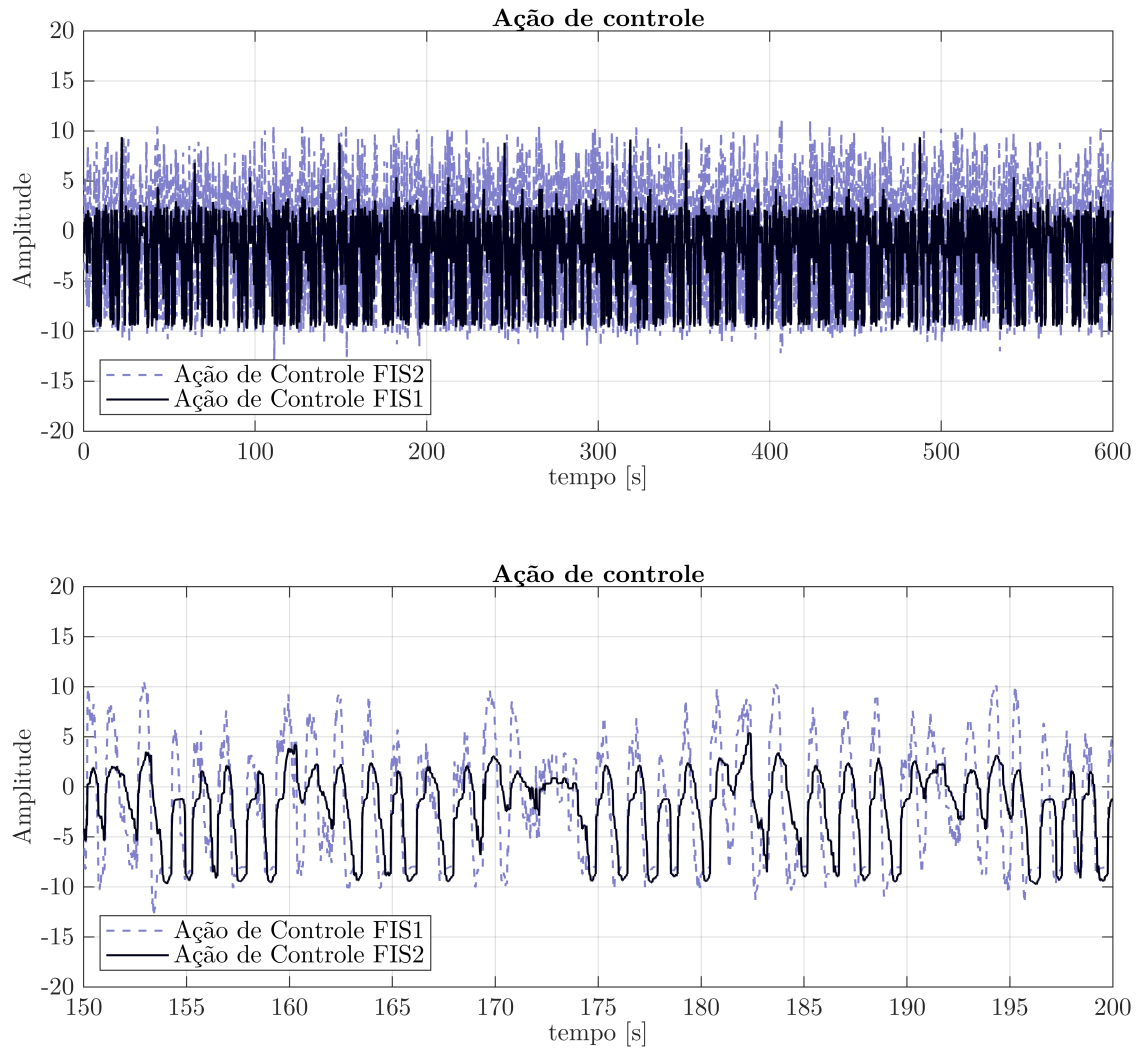 Ação de controle
20
15
10
5
0
-5
-10
-15
-20
Amplitude
Ação de Controle FIS2
Ação de Controle FIS1
0 100 200 300 400 500 600
tempo [s]
Ação de controle
20
15
10
5
0
-5
-10
-15
-20
Amplitude
Ação de Controle FIS1
Ação de Controle FIS2
150 155 160 165 170 175 180 185 190 195 200
tempo [s]